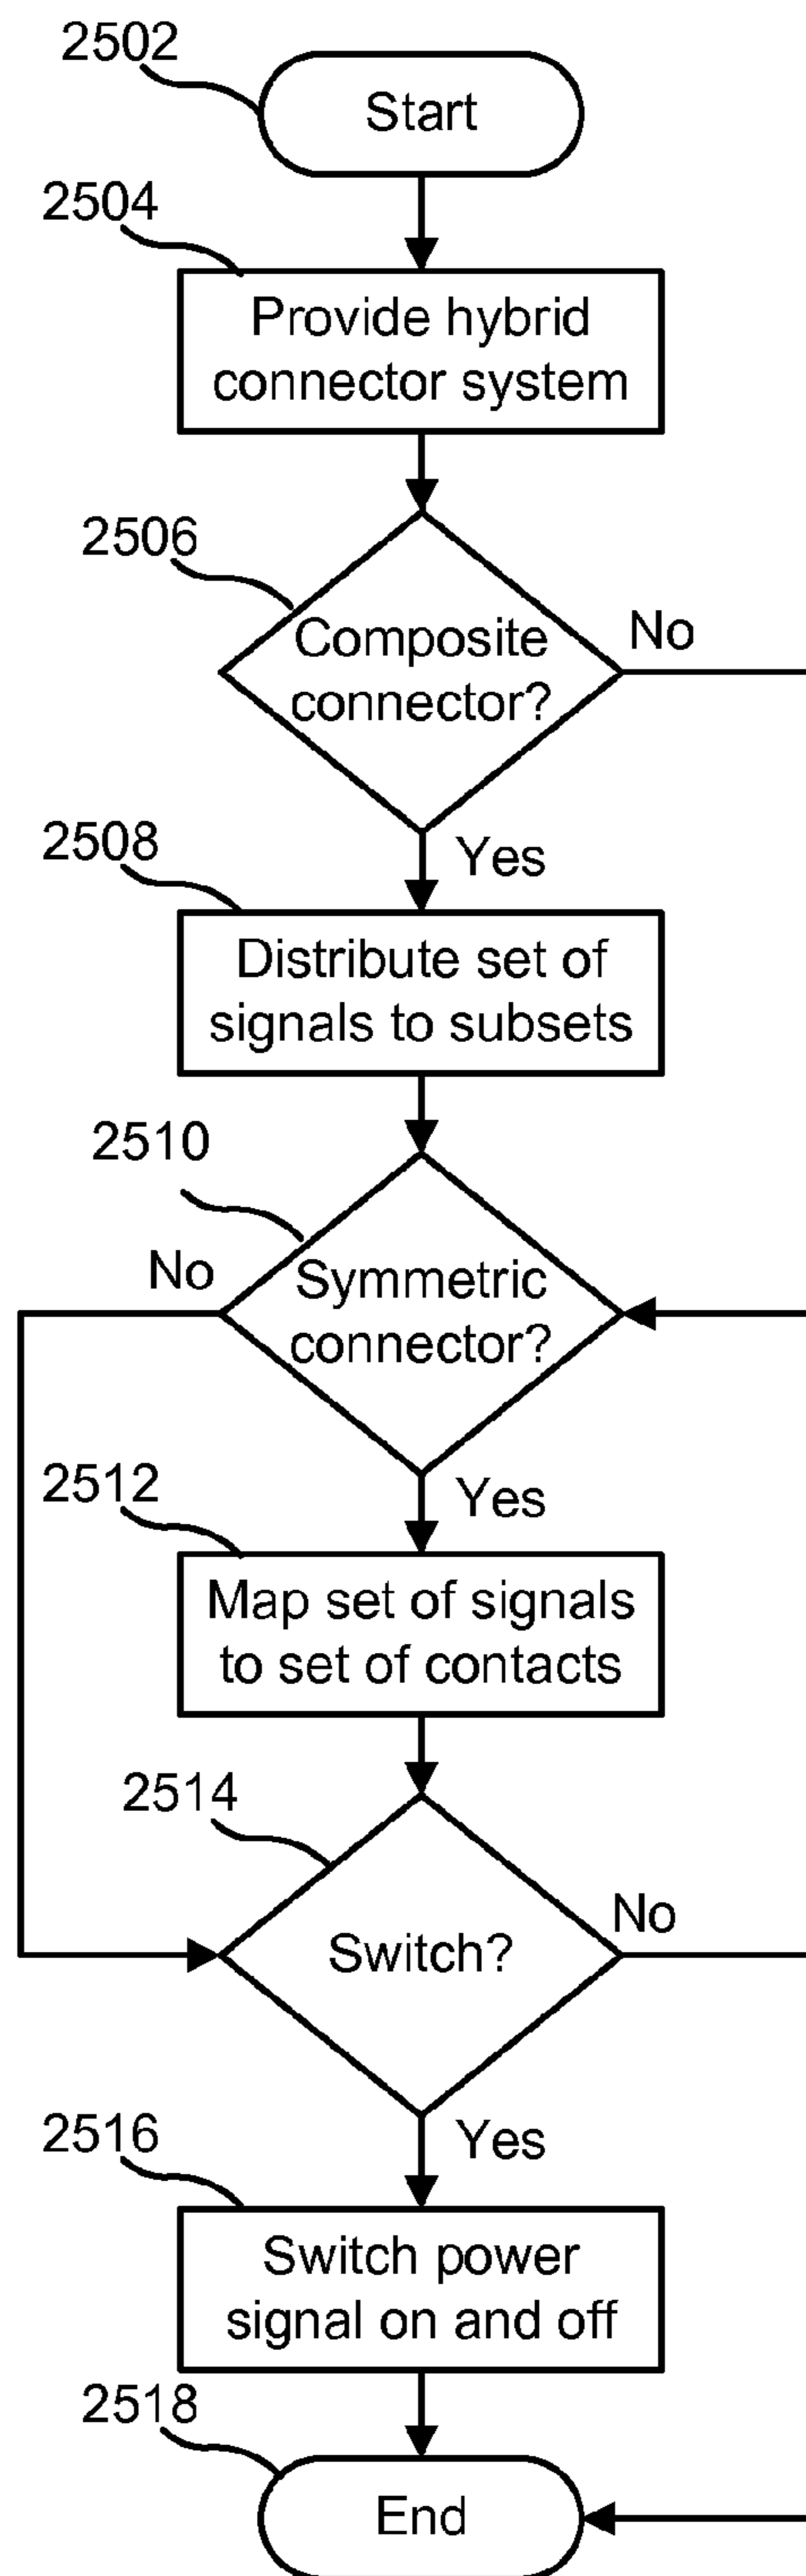 2502
Start
2504
Provide hybrid
connector system
2506
Composite
connector?
No
Yes
2508
Distribute set of
signals to subsets
2510
No
Symmetric
connector?
Yes
2512
Map set of signals
to set of contacts
2514
Switch?
No
Yes
2516
Switch power
signal on and off
2518
End